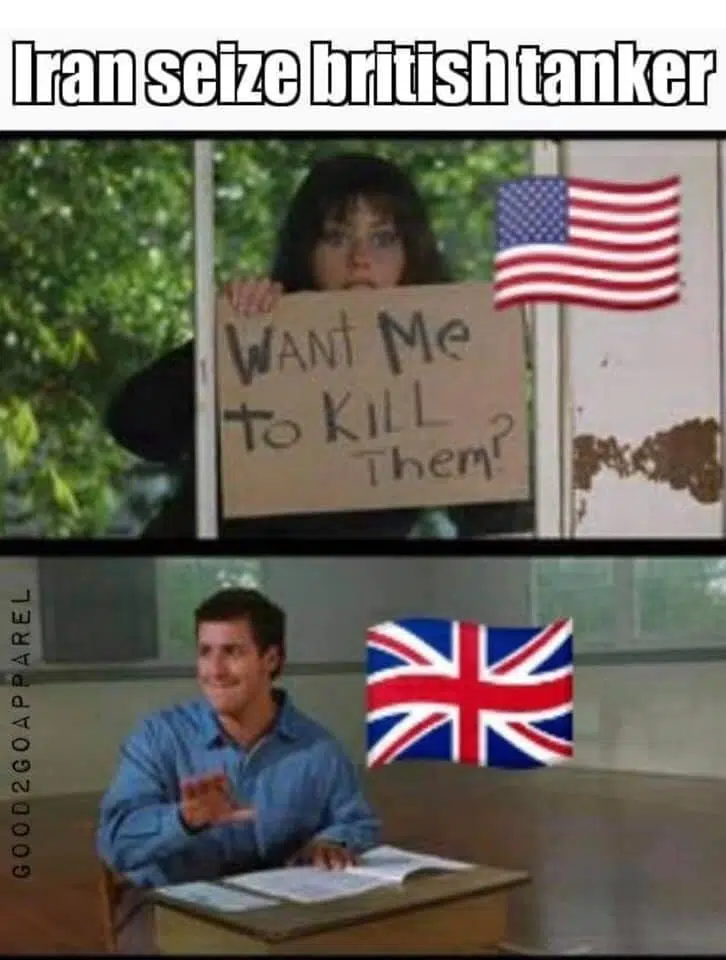 Iran seize british tanker
WANT Me
To KILL
Them?
GOOD2GOAPPAREL